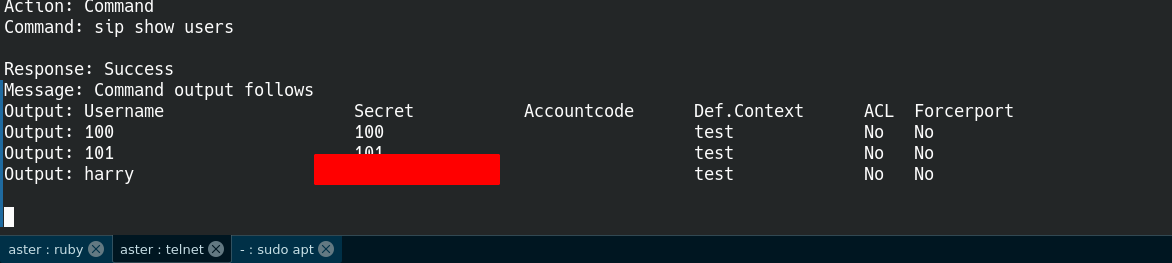 Action: Command
Command: sip show users
Response: Success
Message: Command output follows
Output: Username Secret Accountcode Def.Context ACL Forcerport
Output: 100 100 test No No
Output: 101 101 test No No
Output: harry test No No
aster : ruby aster : telnet - : sudo apt